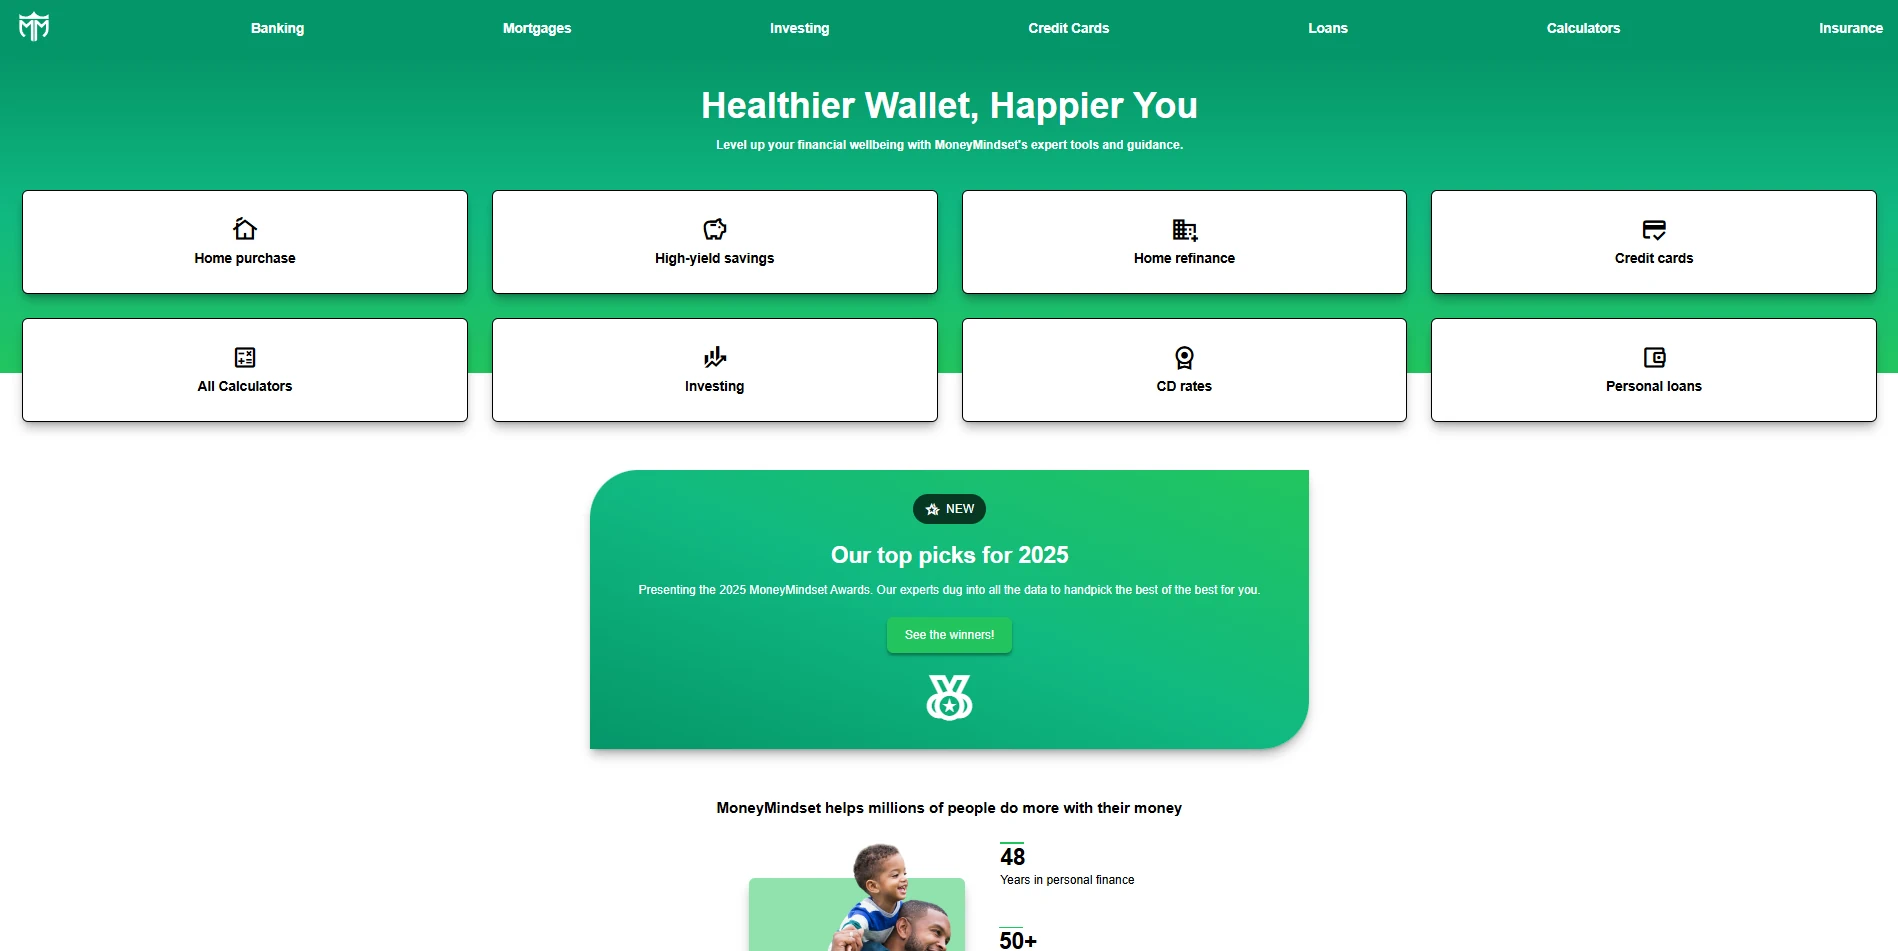 Banking
Mortgages
Investing
Credit Cards
Loans
Calculators
Insurance
Healthier Wallet, Happier You
Level up your financial wellbeing with MoneyMindset's expert tools and guidance.
Home purchase
High-yield savings
Home refinance
Credit cards
All Calculators
Investing
CD rates
Personal loans
NEW
Our top picks for 2025
Presenting the 2025 MoneyMindset Awards. Our experts dug into all the data to handpick the best of the best for you.
See the winners!
MoneyMindset helps millions of people do more with their money
48
Years in personal finance
50+